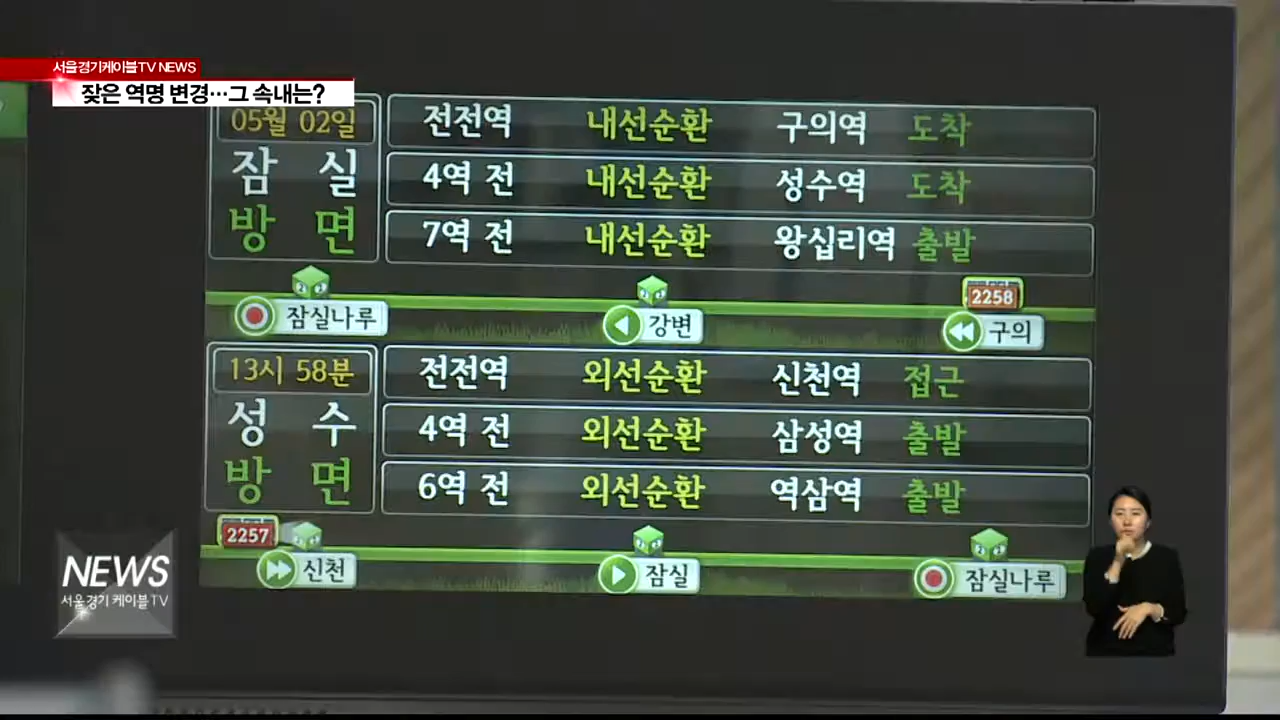 서울경기케이블TV NEWS
잦은 역명 변경…그 속내는?
05월 02일
잠 실
방 면
전전역 내선순환 구의역 도착
4역 전 내선순환 성수역 도착
7역 전 내선순환 왕십리역 출발
2258
잠실나루 강변 구의
13시 58분
성 수
방 면
전전역 외선순환 신천역 접근
4역 전 외선순환 삼성역 출발
6역 전 외선순환 역삼역 출발
2257
신천 잠실 잠실나루
NEWS
서울경기 케이블TV